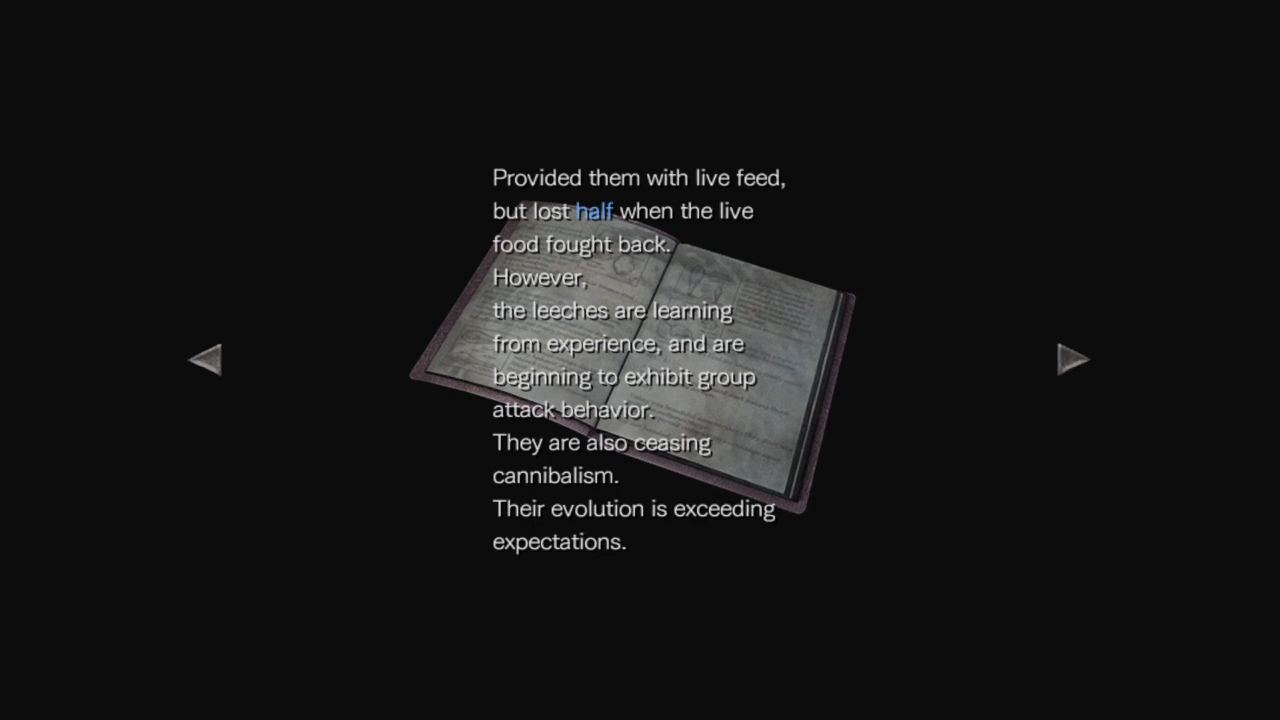 Provided them with live feed,
but lost half when the live
food fought back.
However,
the leeches are learning
from experience, and are
beginning to exhibit group
attack behavior.
They are also ceasing
cannibalism.
Their evolution is exceeding
expectations.